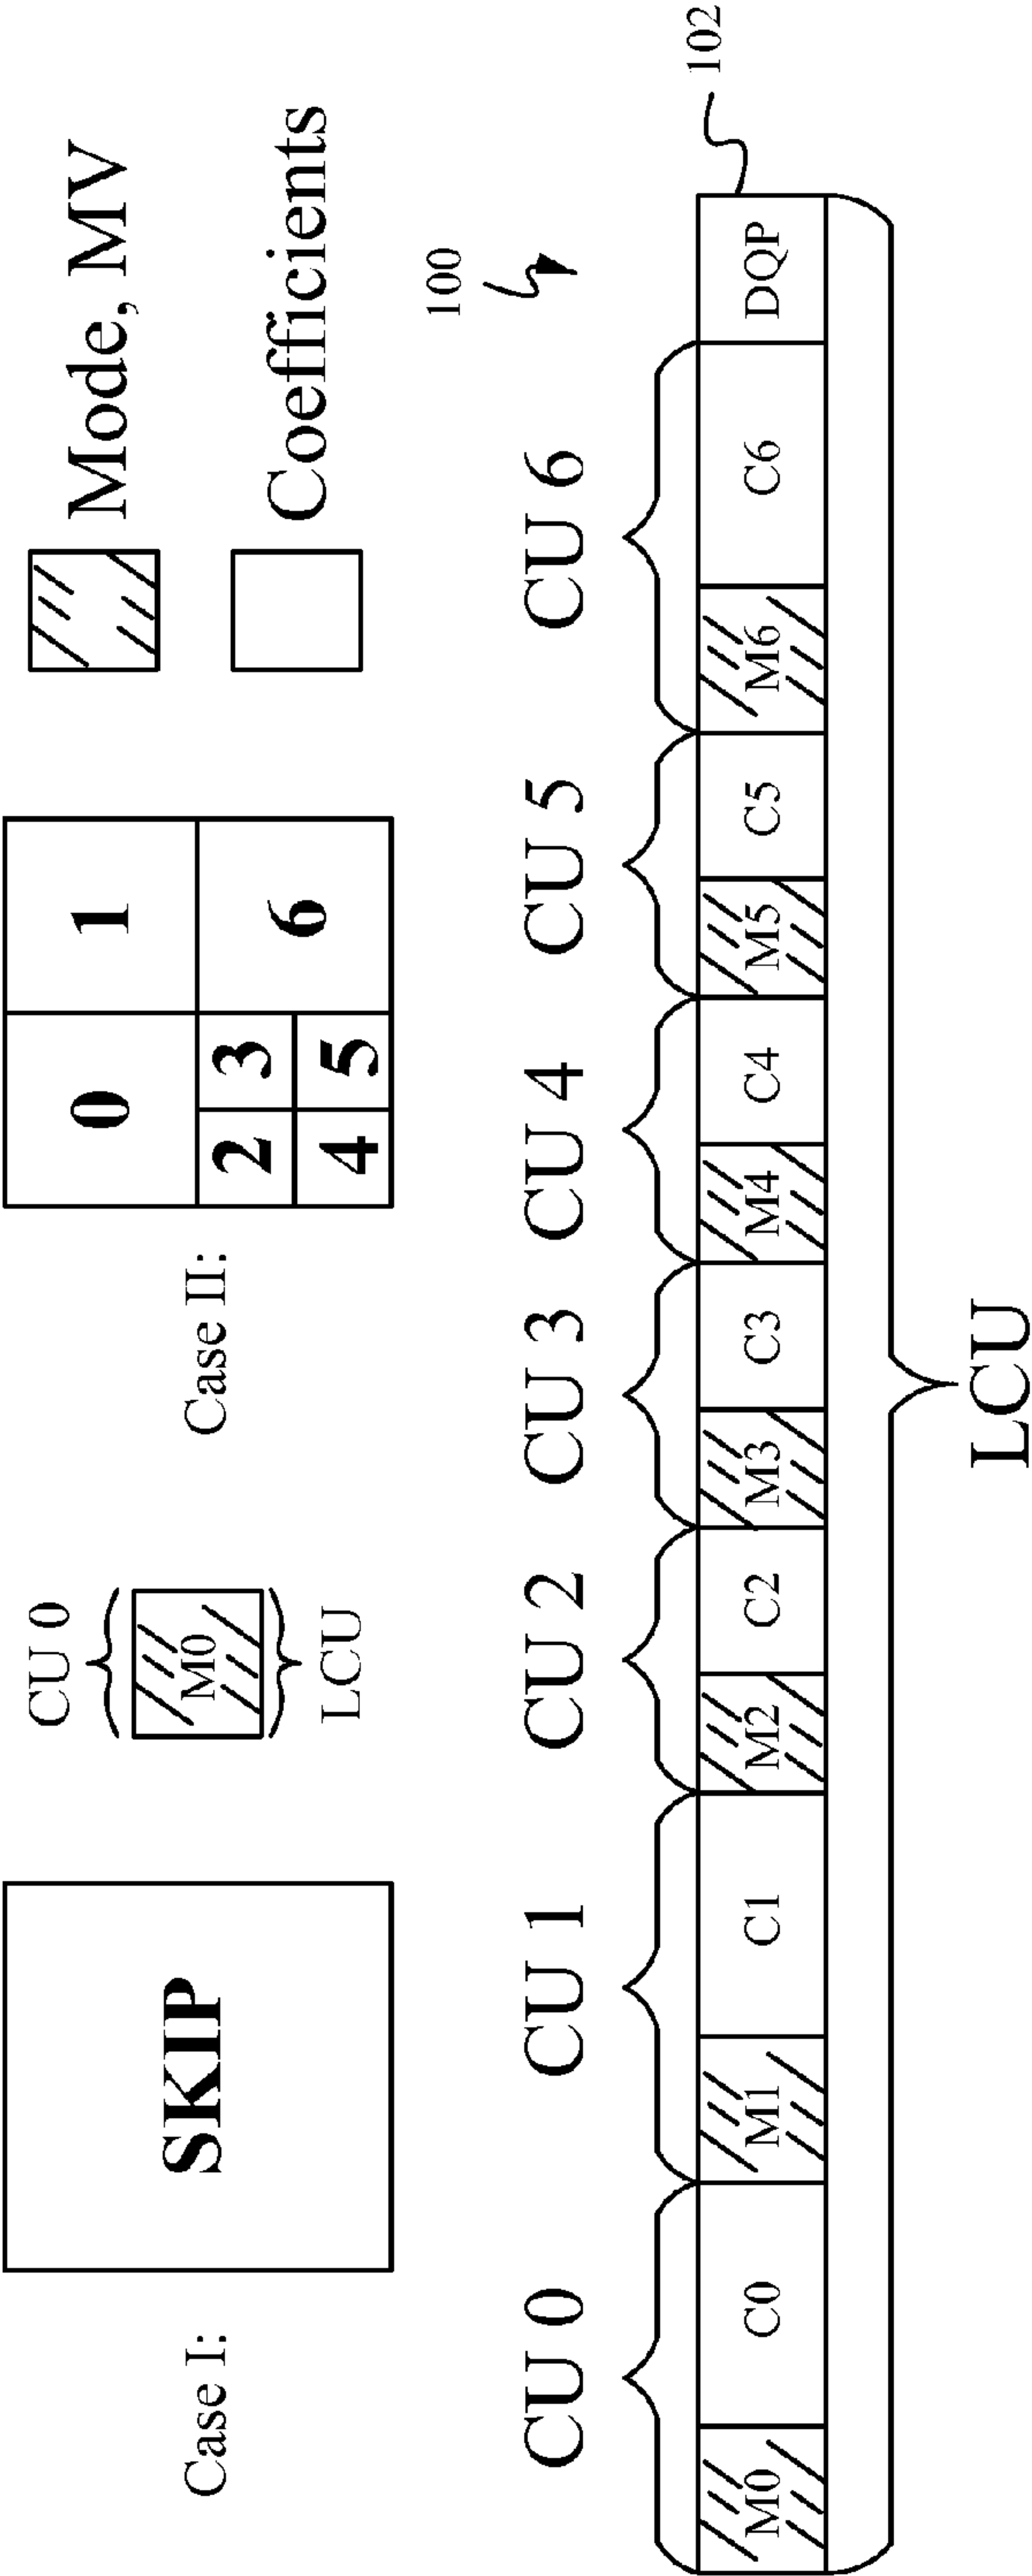 Case I:
SKIP
CU 0
M0
LCU
Case II:
0 1
2 3
4 5
6
Mode, MV
Coefficients
100
CU 0 CU 1 CU 2 CU 3 CU 4 CU 5 CU 6
M0 C0 M1 C1 M2 C2 M3 C3 M4 C4 M5 C5 M6 C6 DQP
102
LCU